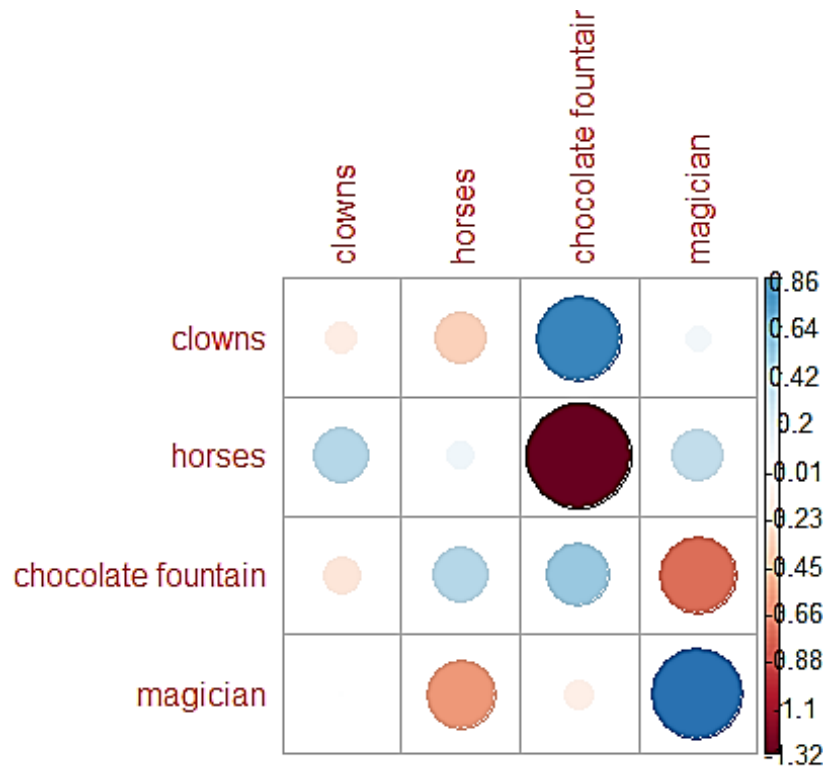 clowns
horses
chocolate fountain
magician
clowns
horses
chocolate fountain
magician
0.86
0.64
0.42
0.2
-0.01
-0.23
-0.45
-0.66
-0.88
-1.1
-1.32